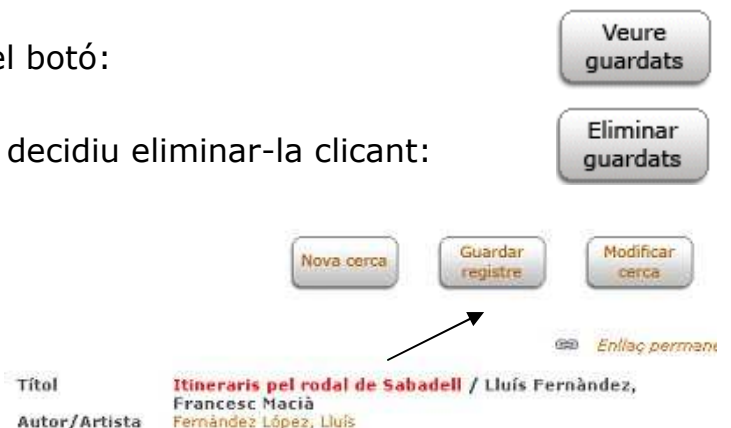 Veure
guardats
el botó:
Eliminar
guardats
decidiu eliminar-la clicant:
Nova cerca
Guardar
registre
Modificar
cerca
Enllaç permane
Títol Itineraris pel rodal de Sabadell / Lluís Fernàndez,
Francesc Macià
Autor/Artista Fernàndez López, Lluís